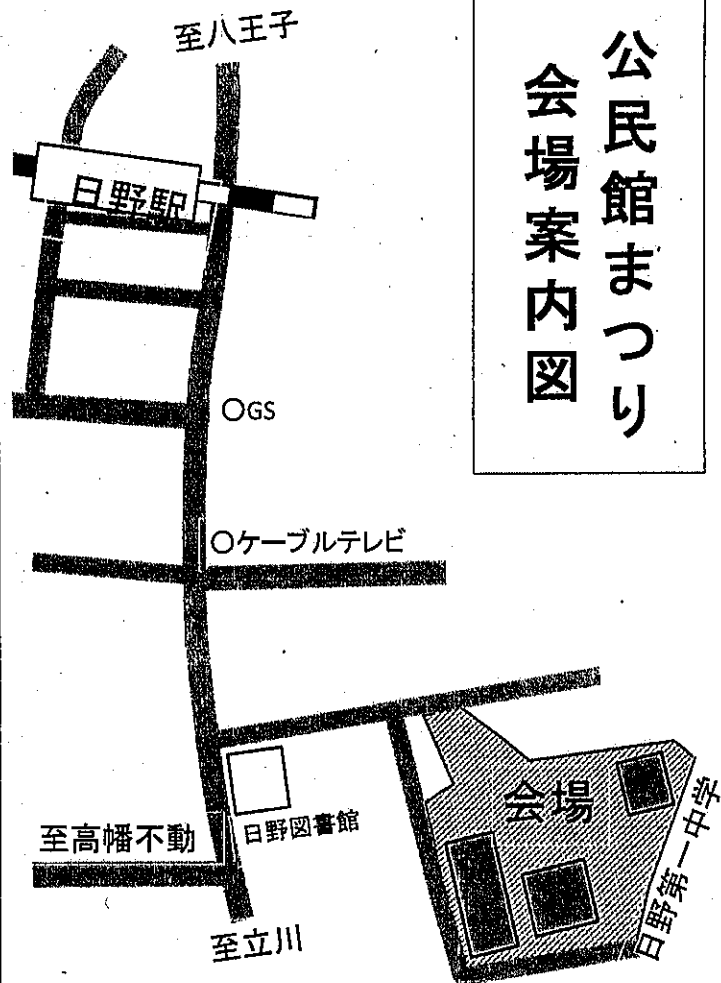 公民館まつり
会場案内図
至八王子
日野駅
OGS
Oケーブルテレビ
会場
日野図書館
至高幡不動
日野第一中学
至立川